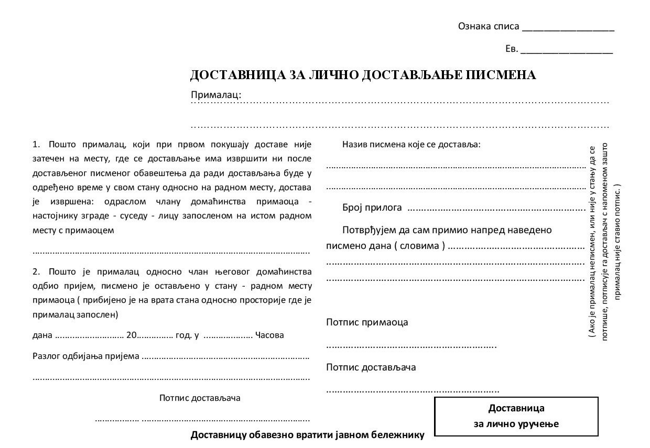 Ознака списа ___________________
Ев. __________________
ДОСТАВНИЦА ЗА ЛИЧНО ДОСТАВЉАЊЕ ПИСМЕНА
Прималац:
1. Пошто прималац, који при првом покушају доставе није
затечен на месту, где се достављање има извршити ни после
достављеног писменог обавештења да ради достављања буде у
одређено време у свом стану односно на радном месту, достава
је извршена: одраслом члану домаћинства примаоца -
настојнику зграде - суседу - лицу запосленом на истом радном
месту с примаоцем
2. Пошто је прималац односно члан његовог домаћинства
одбио пријем, писмено је остављено у стану - радном месту
примаоца ( прибијено је на врата стана односно просторије где је
прималац запослен)
дана .............. 20.............. год. у ................. Часова
Разлог одбијања пријема ..............................................................
Потпис достављача
Назив писмена које се доставља:
Број прилога ..............................................................
Потврђујем да сам примио напред наведено
писмено дана ( словима ) ..................................................
Потпис примаоца
Потпис достављача
( Ако је прималац неписмен, или није у стању да се
потпише, потписује га достављач с напоменом зашто
прималац није ставио потпис. )
Доставница
за лично уручење
Доставницу обавезно вратити јавном бележнику